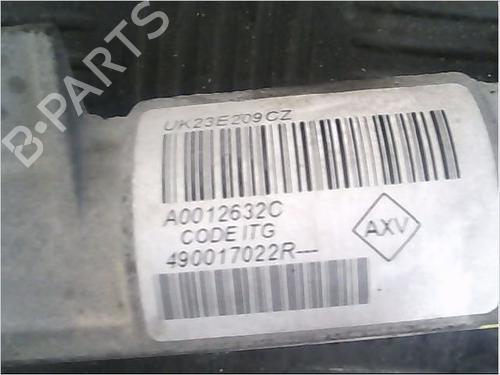 B-PARTS
UK23E209CZ
A0012632C
CODE ITG
490017022R---
AXV